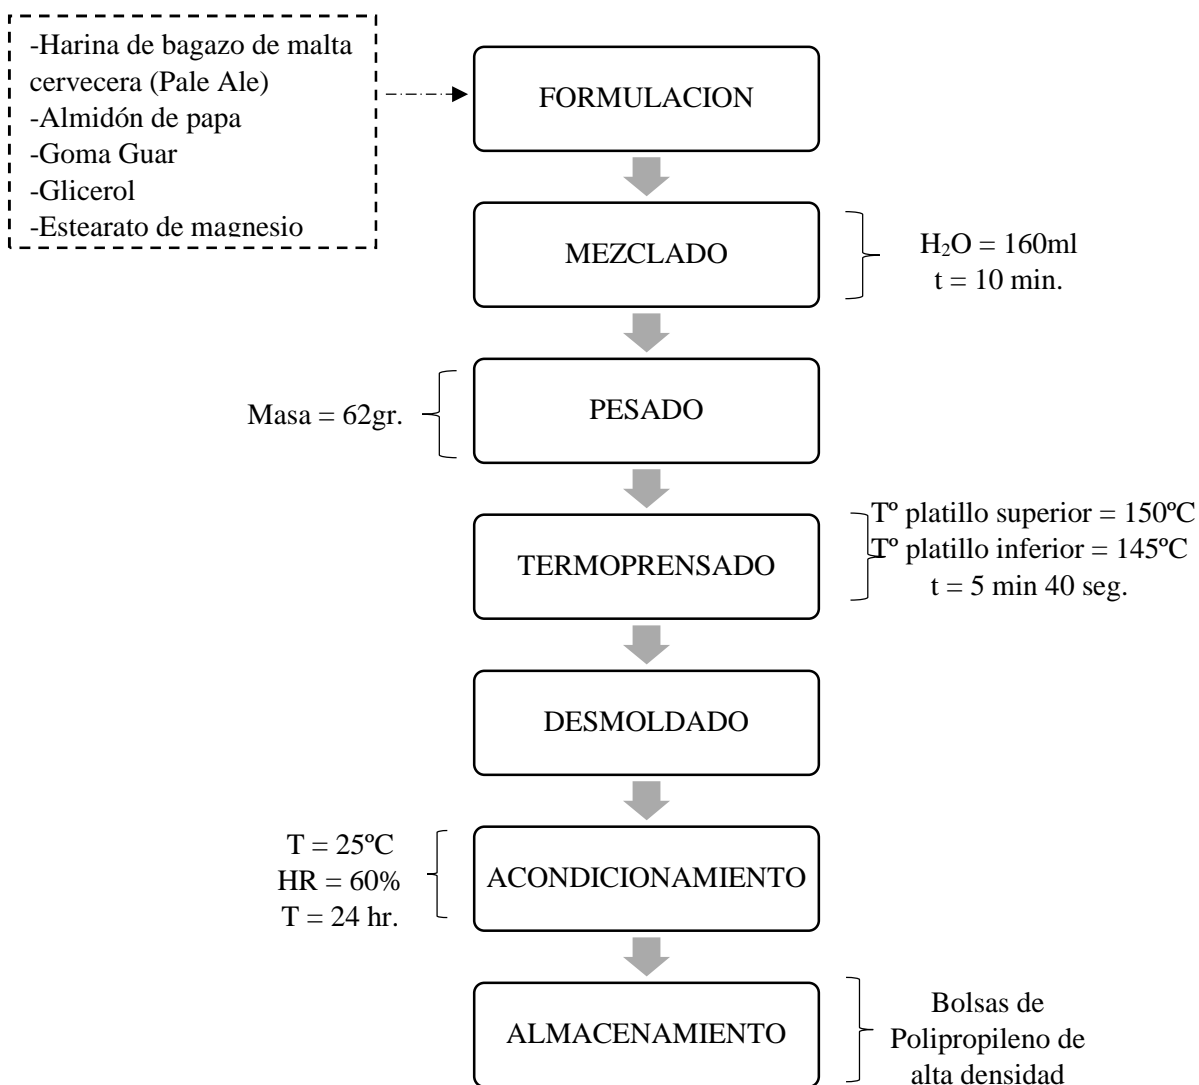 -Harina de bagazo de malta
cervecera (Pale Ale)
-Almidón de papa
-Goma Guar
-Glicerol
-Estearato de magnesio
FORMULACION
MEZCLADO
H₂O = 160ml
t = 10 min.
Masa = 62gr.
PESADO
TERMOPRENSADO
Tº platillo superior = 150ºC
Tº platillo inferior = 145ºC
t = 5 min 40 seg.
DESMOLDADO
T = 25ºC
HR = 60%
T = 24 hr.
ACONDICIONAMIENTO
ALMACENAMIENTO
Bolsas de
Polipropileno de
alta densidad